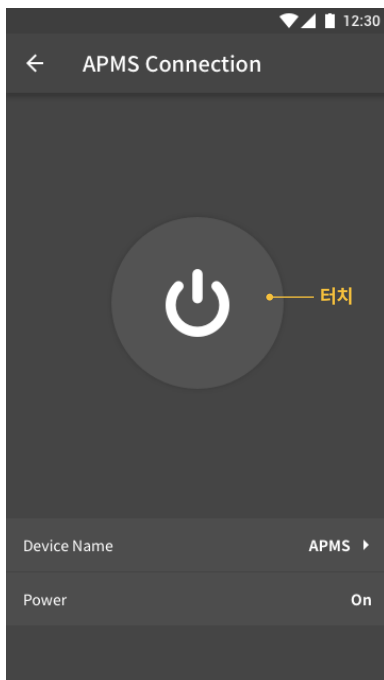 12:30
APMS Connection
터치
Device Name APMS
Power On